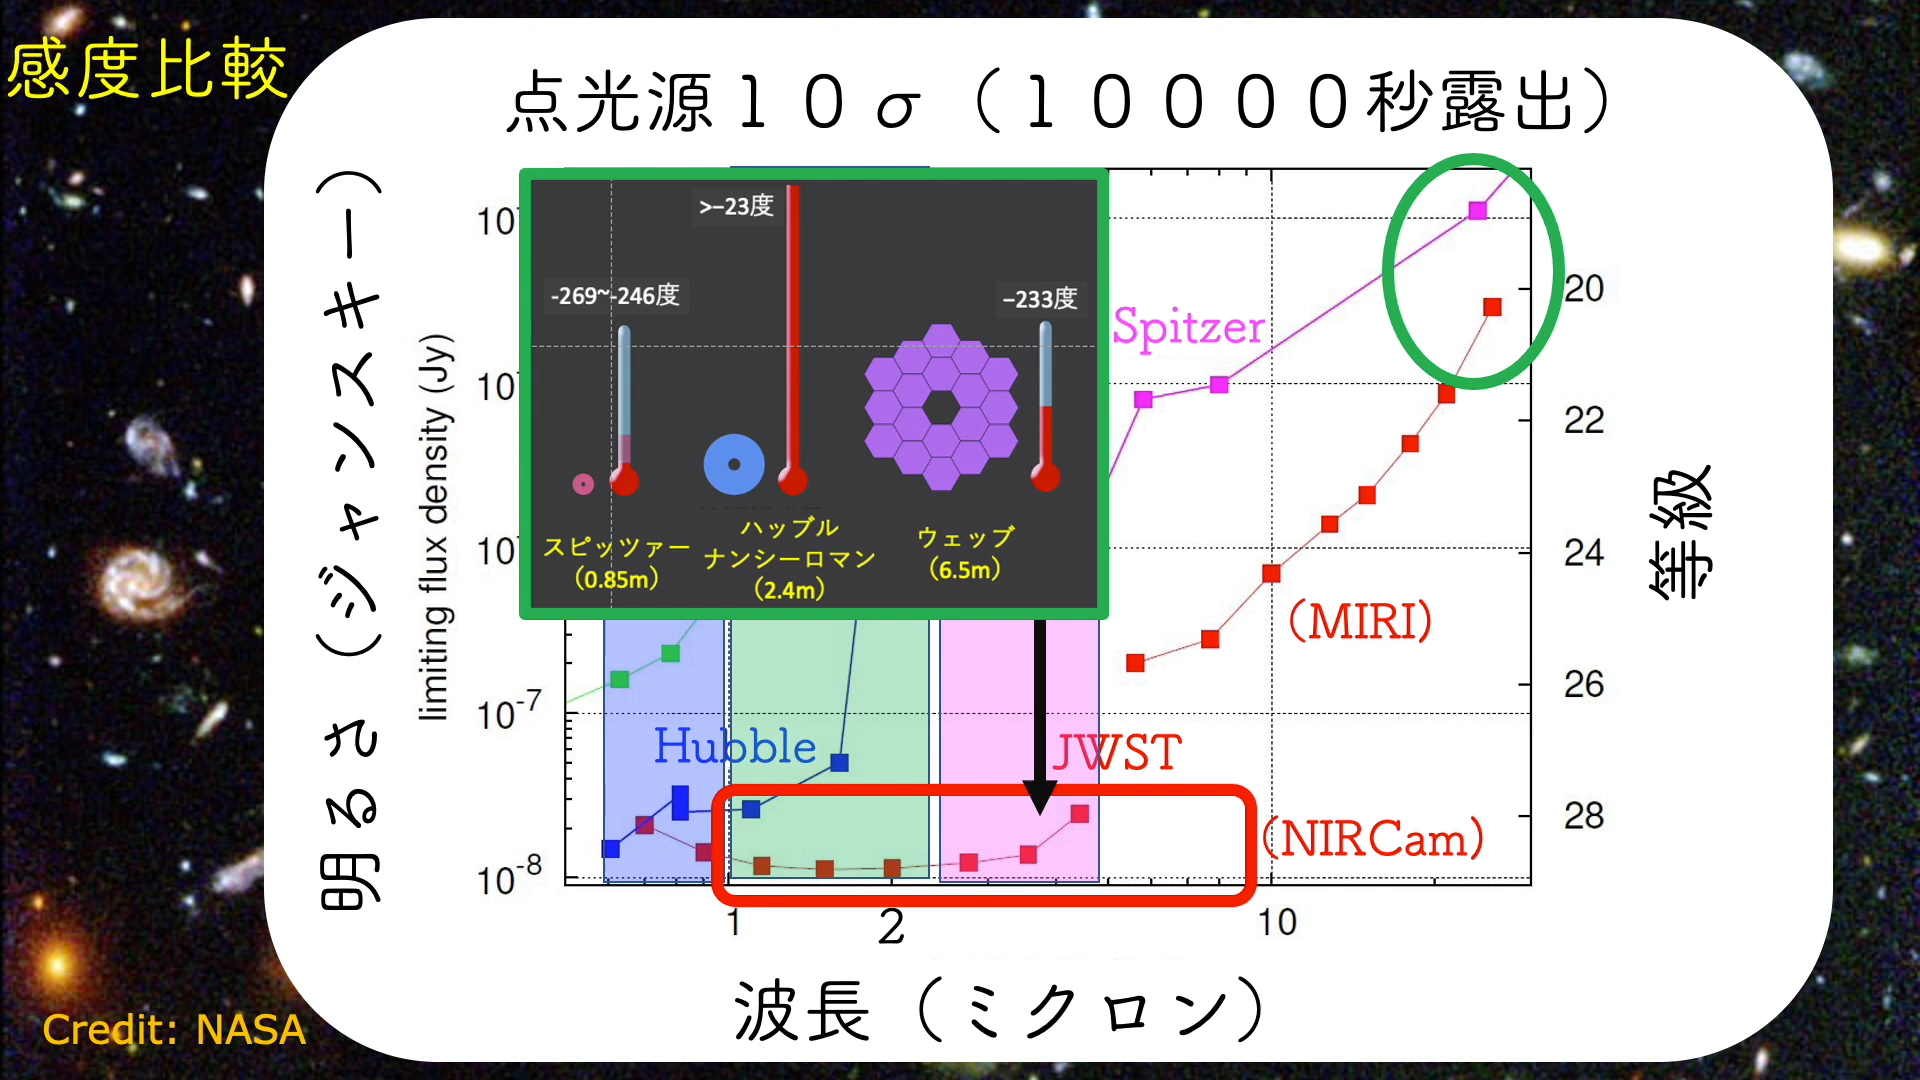 感度比較
点光源１０σ（１００００秒露出）
明るさ（ジャンスキー）
limiting flux density (Jy)
10-
10-
10-
10-7
10-8
>−23度
-269~-246度
−233度
スピッツァー
（0.85m）
ハッブル
ナンシーローマン
（2.4m）
ウェッブ
（6.5m）
Spitzer
(MIRI)
Hubble
JWST
(NIRCam)
20
22
24
26
28
等級
1
2
10
波長（ミクロン）
Credit: NASA